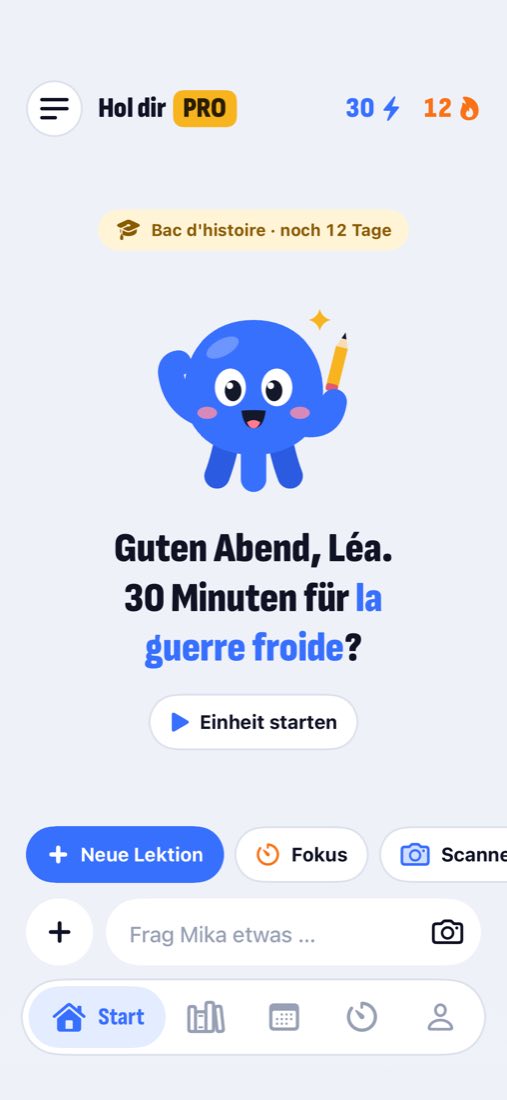 Hol dir PRO
30
12
Bac d'histoire · noch 12 Tage
Guten Abend, Léa.
30 Minuten für la
guerre froide?
Einheit starten
Neue Lektion
Fokus
Scanne
Frag Mika etwas ...
Start